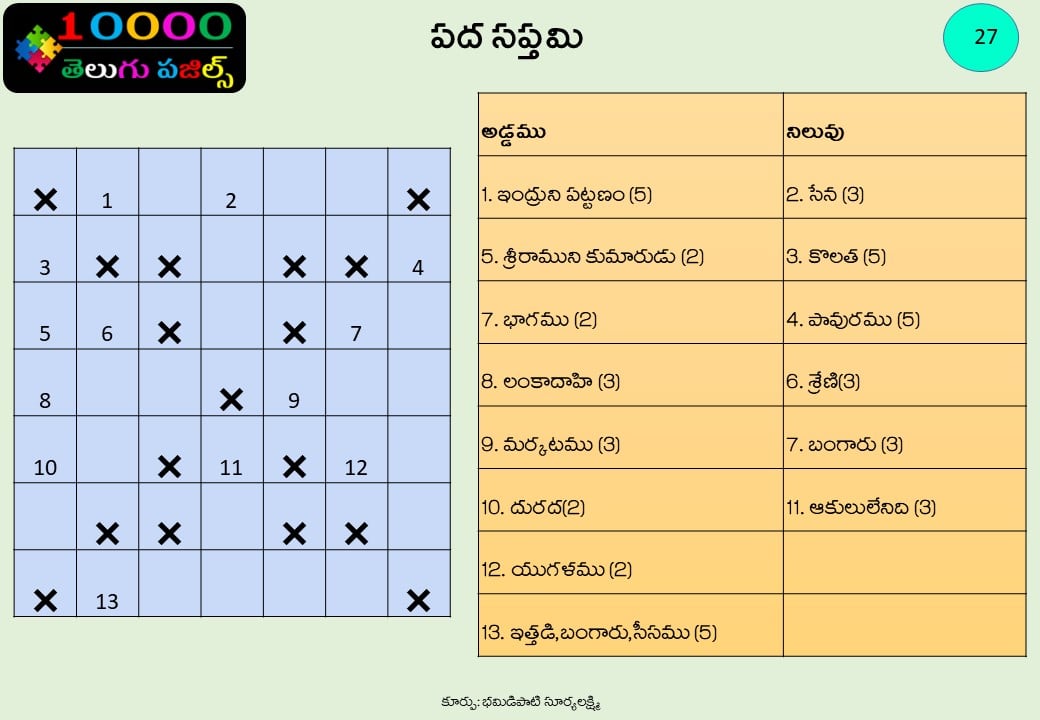 10000
తెలుగు పజిల్స్
పద సప్తమి
27
1 2
3 4
5 6 7
8 9
10 11 12
13
అడ్డము నిలువు
1. ఇంద్రుని పట్టణం (5) 2. సేన (3)
5. శ్రీరాముని కుమారుడు (2) 3. కొలత (5)
7. భాగము (2) 4. పావురము (5)
8. లంకాదాహి (3) 6. శ్రేణి(3)
9. మర్కటము (3) 7. బంగారు (3)
10. దురద(2) 11. ఆకులులేనిది (3)
12. యుగళము (2)
13. ఇత్తడి,బంగారు,సీసము (5)
కూర్పు: భమిడిపాటి సూర్యలక్ష్మి